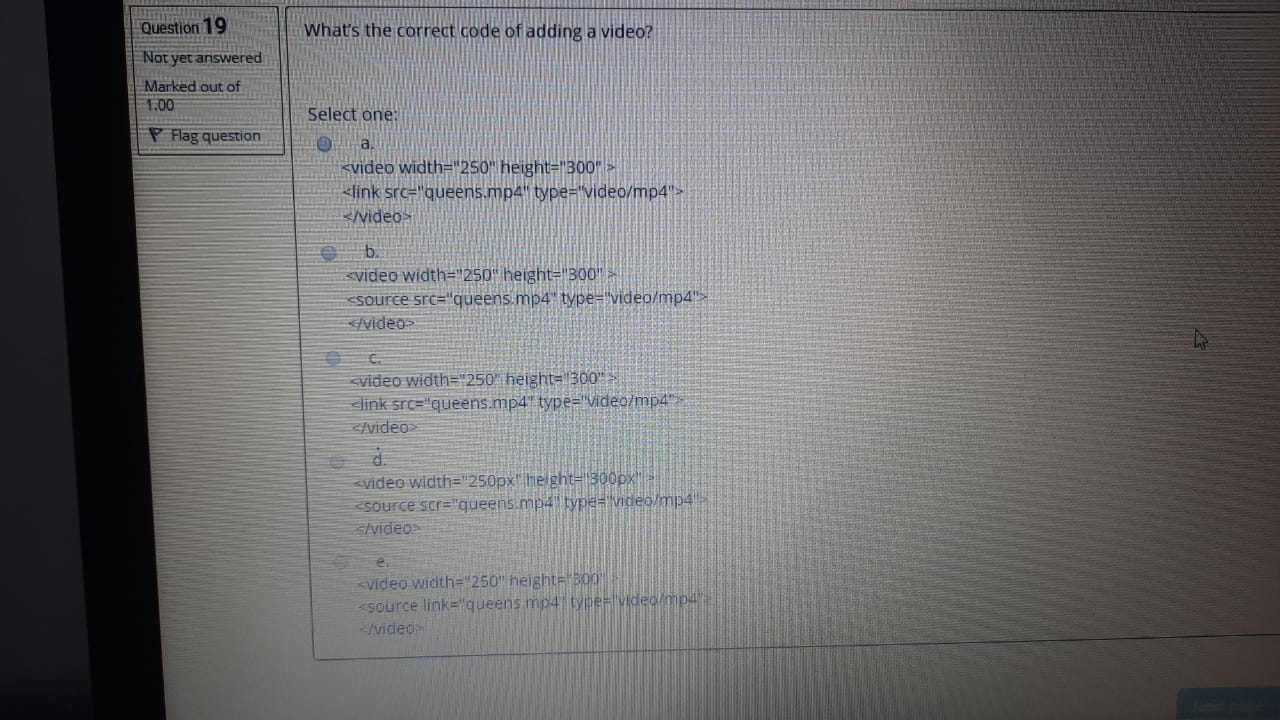 Question 19
Not yet answered
Marked out of
1.00
Flag question
What's the correct code of adding a video?
Select one:
a.
<video width="250" height="300" >
<link src="queens.mp4" type="video/mp4">
</video>
b.
<video width="250" height="300" >
<source src="queens.mp4" type="video/mp4">
</video>
c.
<video width="250" height="300" >
<link src="queens.mp4" type="video/mp4">
</video>
d.
<video width="250px" height="300px" >
<source scr="queens.mp4" type="video/mp4">
</video>
e.
<video width="250" height="300" >
<source link="queens.mp4" type="video/mp4">
</video>
Next page